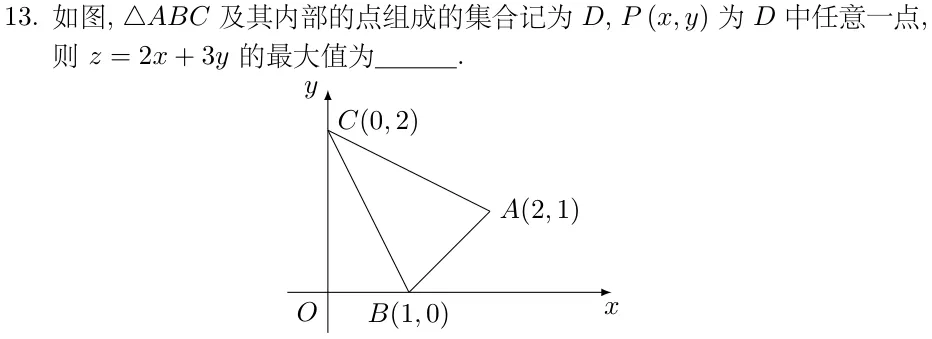 13. 如图, △ABC 及其内部的点组成的集合记为 D, P (x, y) 为 D 中任意一点,
则 z = 2x + 3y 的最大值为______.
y
C(0, 2)
A(2, 1)
O
B(1, 0)
x